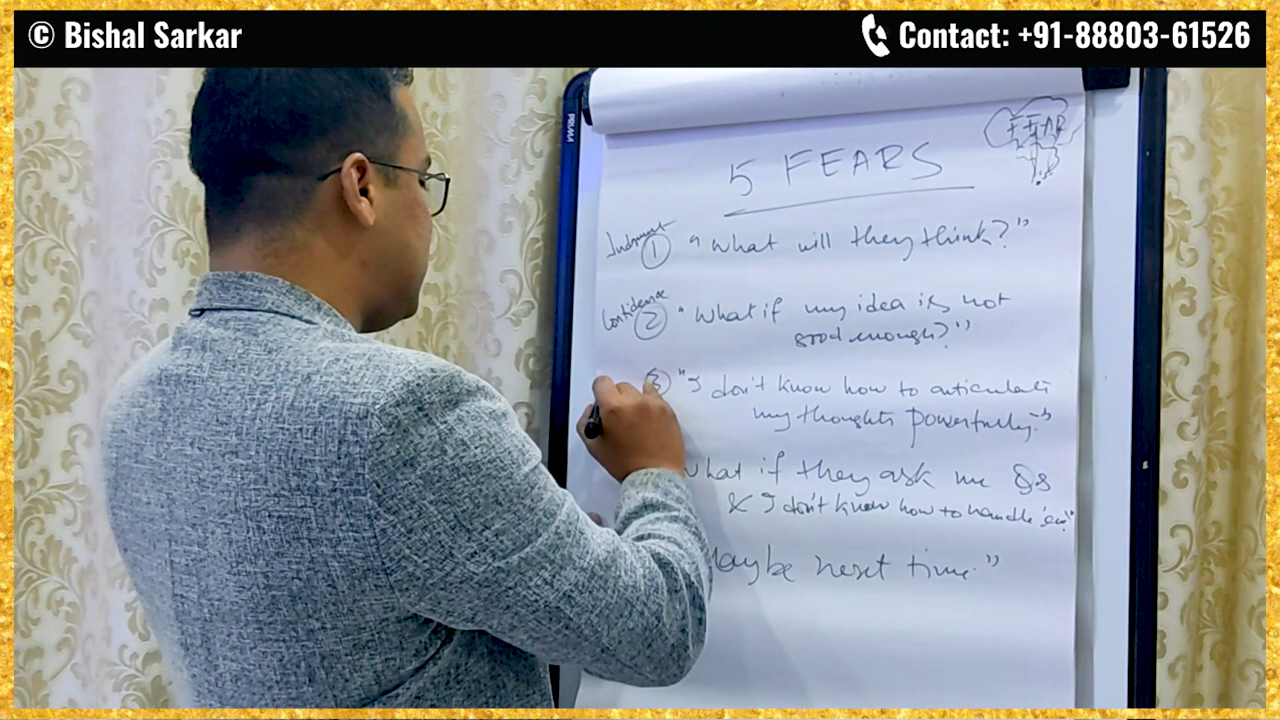 © Bishal Sarkar
Contact: +91-88803-61526
PRIMA
FEAR
5 FEARS
Judgment
1 "What will they think?"
Confidence
2 "What if my idea is not
good enough?"
3 "I don't know how to articulate
my thoughts powerfully."
What if they ask me Qs
& I don't know how to handle 'em?"
Maybe next time."